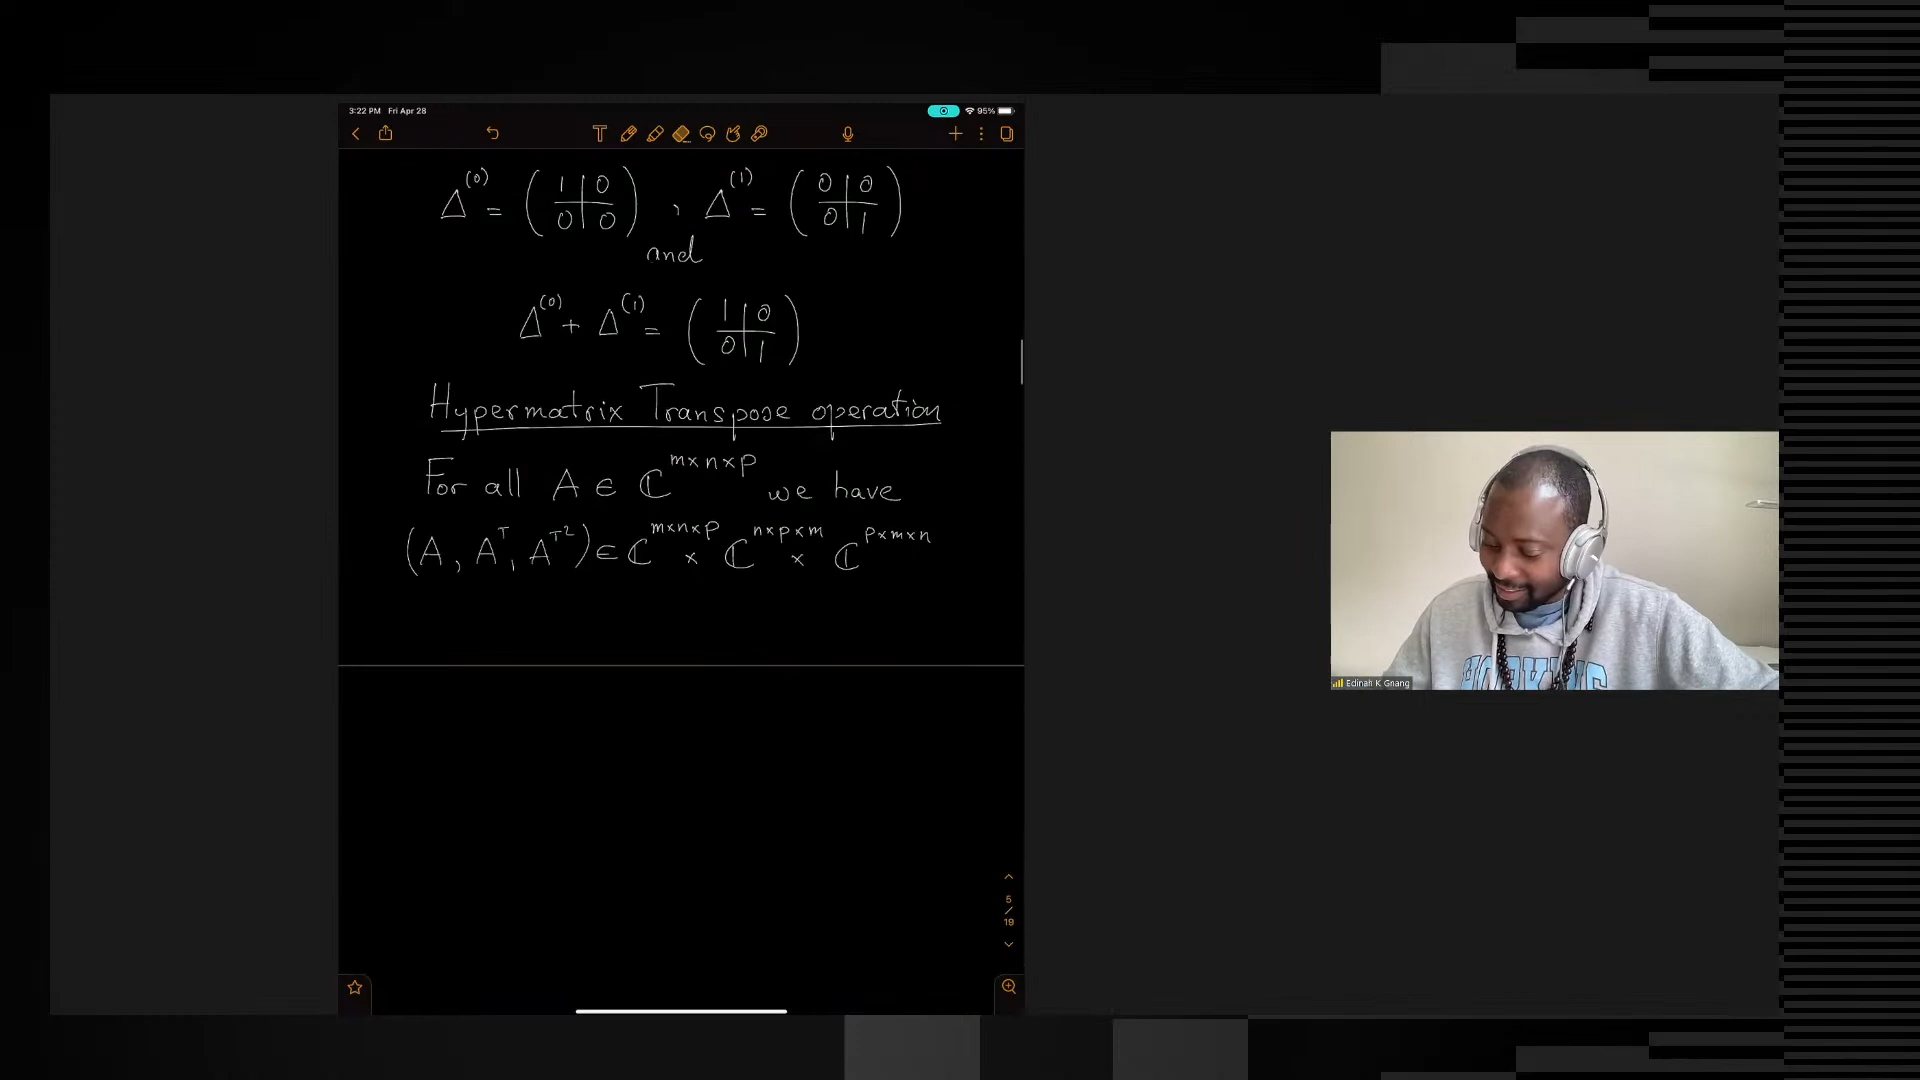 3:22 PM Fri Apr 28
95%
Δ⁽⁰⁾ = (1 | 0 / 0 | 0) , Δ⁽¹⁾ = (0 | 0 / 0 | 1)
and
Δ⁽⁰⁾ + Δ⁽¹⁾ = (1 | 0 / 0 | 1)
Hypermatrix Transpose operation
For all A ∈ ℂ^{m×n×p} we have
(A, A^T, A^{T²}) ∈ ℂ^{m×n×p} × ℂ^{n×p×m} × ℂ^{p×m×n}
Edinah K Gnang
5
/
19